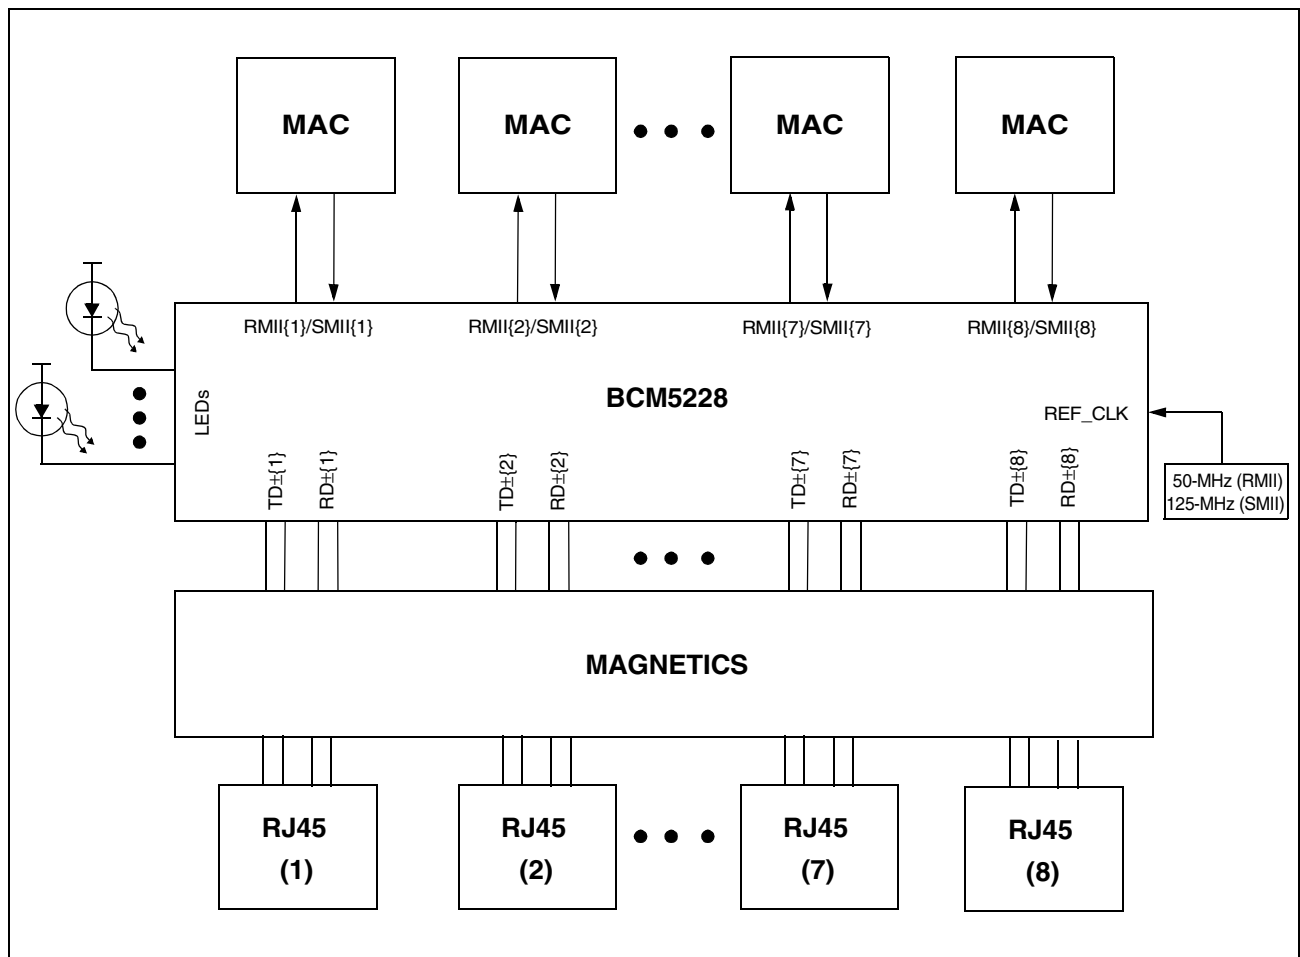 MAC
MAC
MAC
MAC
RMII{1}/SMII{1}
RMII{2}/SMII{2}
RMII{7}/SMII{7}
RMII{8}/SMII{8}
LEDs
BCM5228
REF_CLK
50-MHz (RMII)
125-MHz (SMII)
TD±{1}
RD±{1}
TD±{2}
RD±{2}
TD±{7}
RD±{7}
TD±{8}
RD±{8}
MAGNETICS
RJ45
(1)
RJ45
(2)
RJ45
(7)
RJ45
(8)